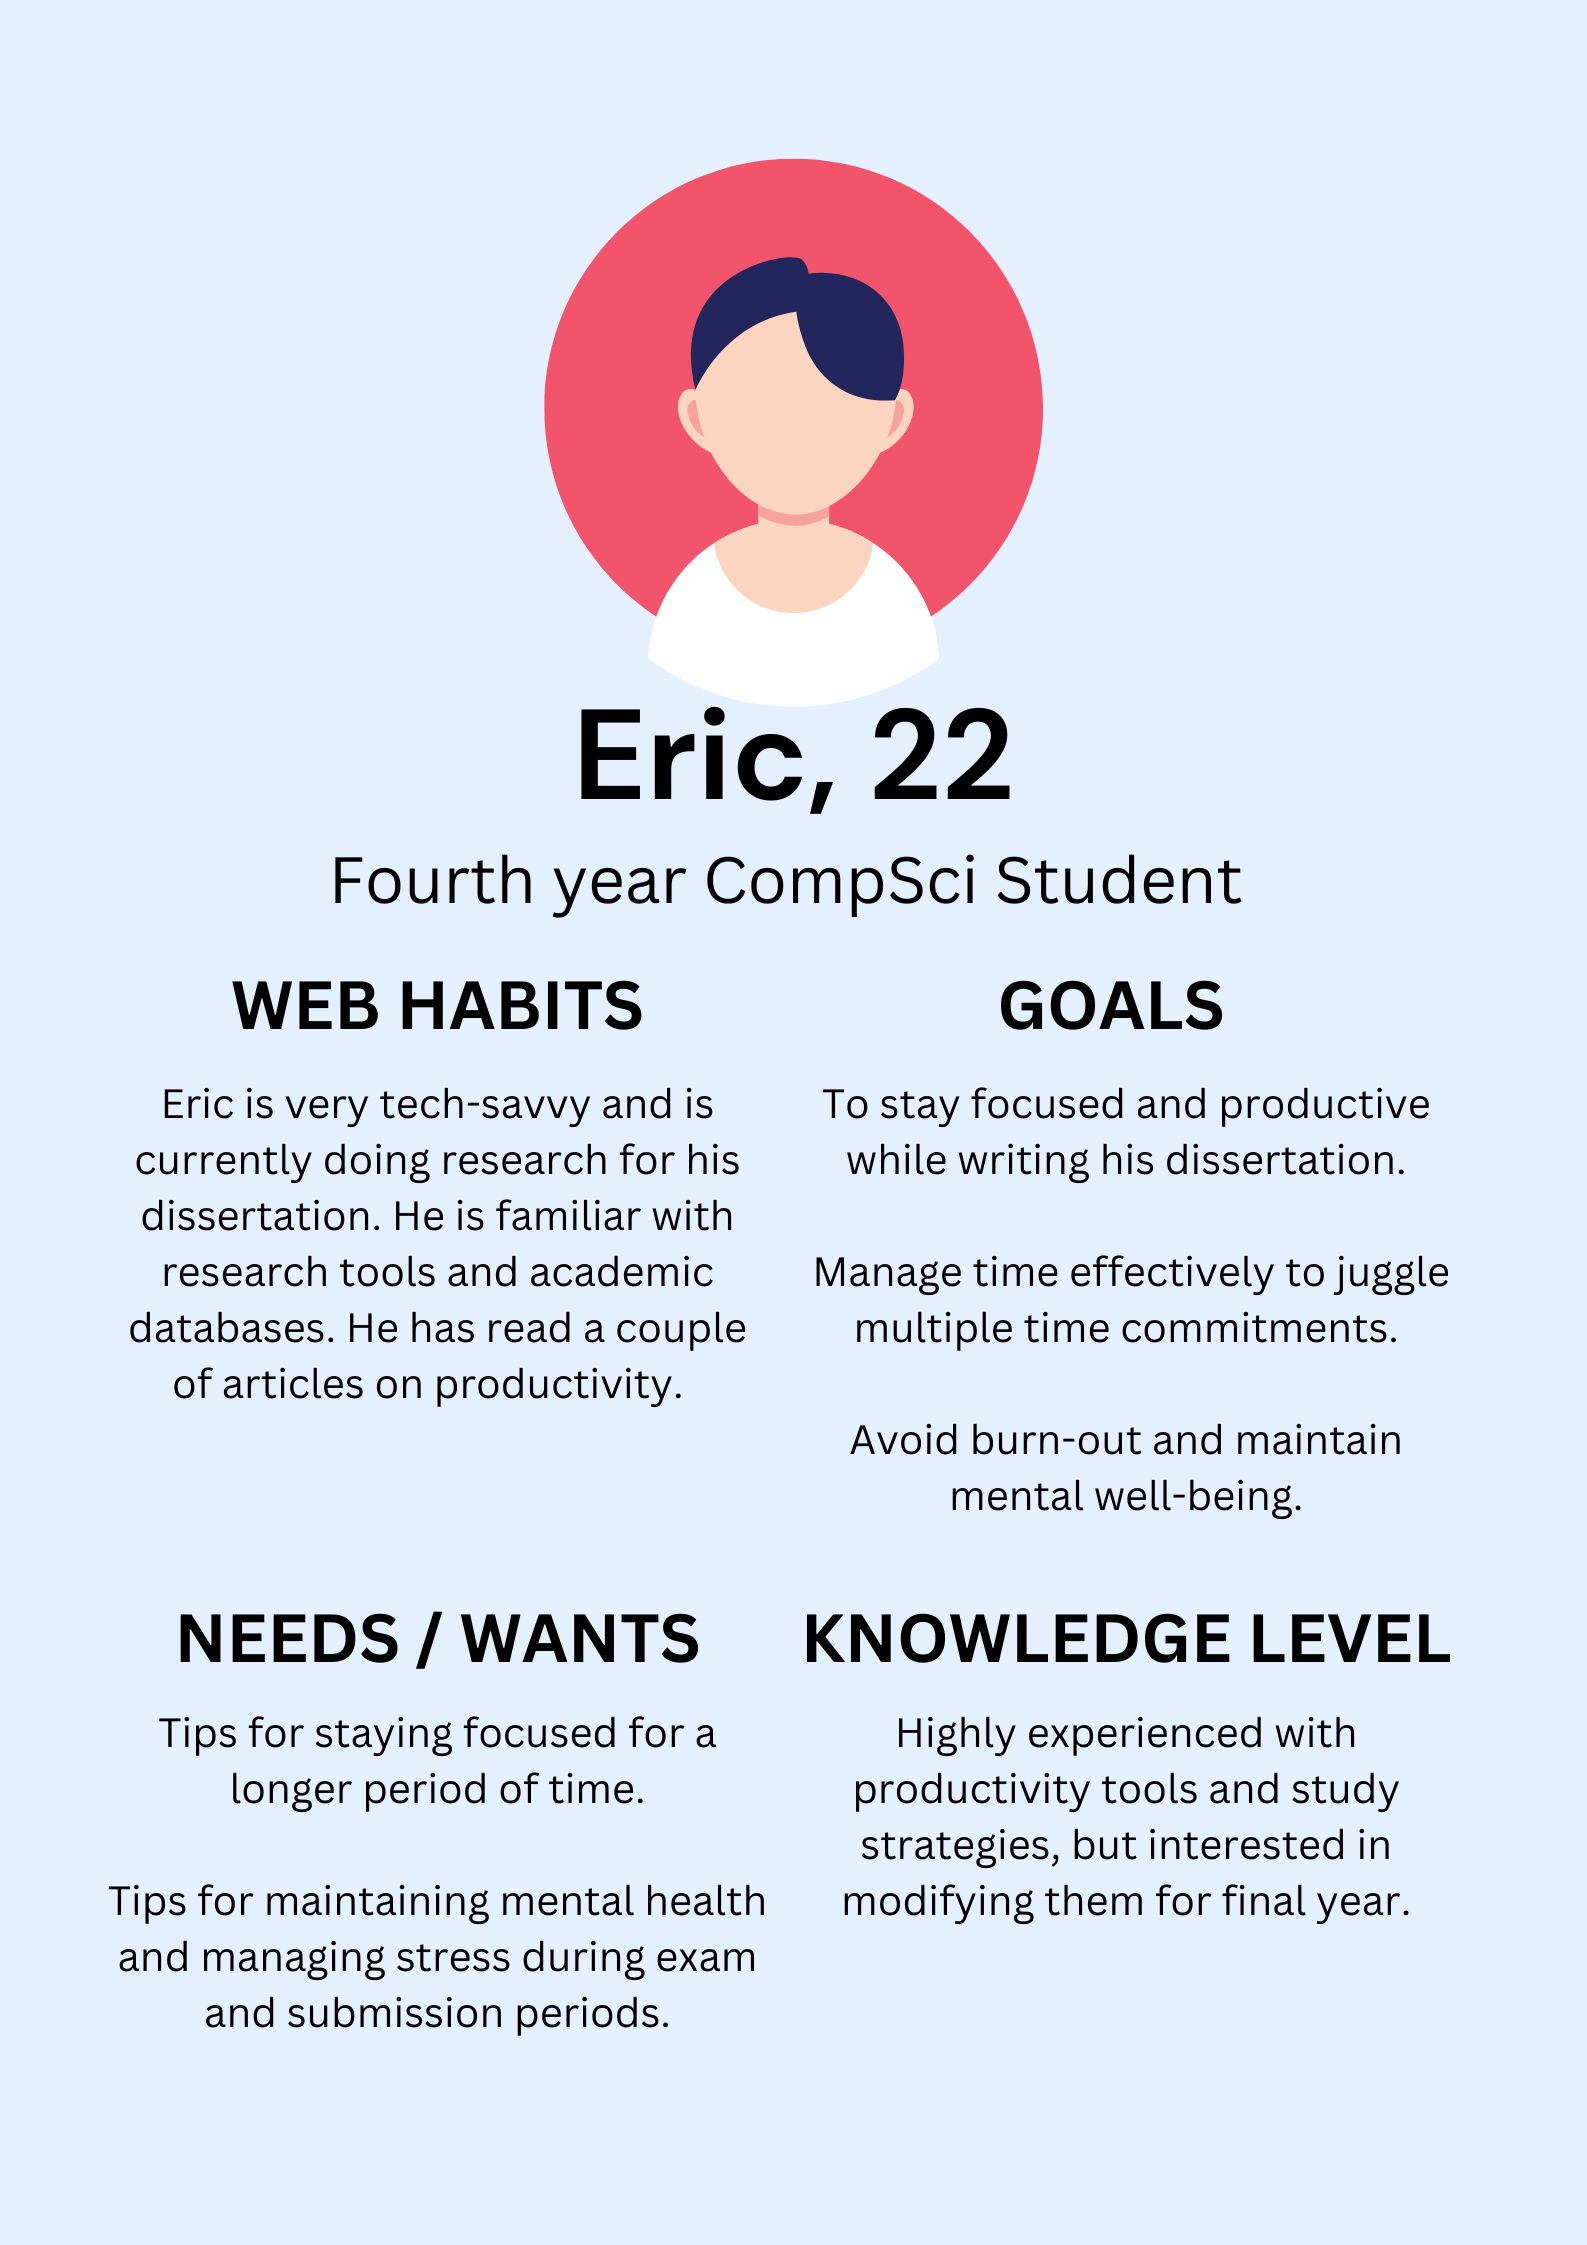 Eric, 22
Fourth year CompSci Student
WEB HABITS
Eric is very tech-savvy and is
currently doing research for his
dissertation. He is familiar with
research tools and academic
databases. He has read a couple
of articles on productivity.
GOALS
To stay focused and productive
while writing his dissertation.
Manage time effectively to juggle
multiple time commitments.
Avoid burn-out and maintain
mental well-being.
NEEDS / WANTS
Tips for staying focused for a
longer period of time.
Tips for maintaining mental health
and managing stress during exam
and submission periods.
KNOWLEDGE LEVEL
Highly experienced with
productivity tools and study
strategies, but interested in
modifying them for final year.